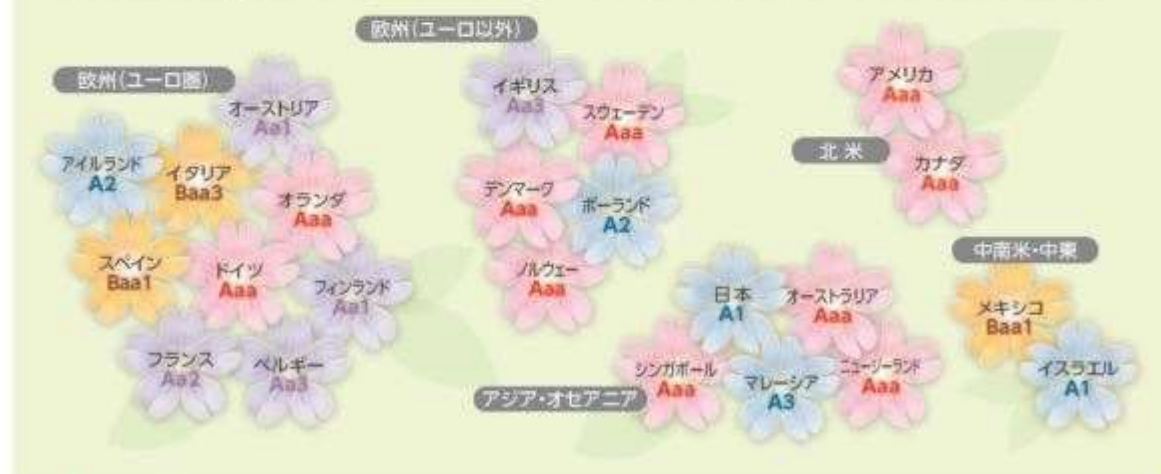 欧州(ユーロ圏)
オーストリア
Aa1
アイルランド
A2
イタリア
Baa3
オランダ
Aaa
スペイン
Baa1
ドイツ
Aaa
フィンランド
Aa1
フランス
Aa2
ベルギー
Aa3
欧州(ユーロ以外)
イギリス
Aa3
スウェーデン
Aaa
デンマーク
Aaa
ポーランド
A2
ノルウェー
Aaa
北米
アメリカ
Aaa
カナダ
Aaa
アジア・オセアニア
日本
A1
オーストラリア
Aaa
シンガポール
Aaa
マレーシア
A3
ニュージーランド
Aaa
中南米・中東
メキシコ
Baa1
イスラエル
A1